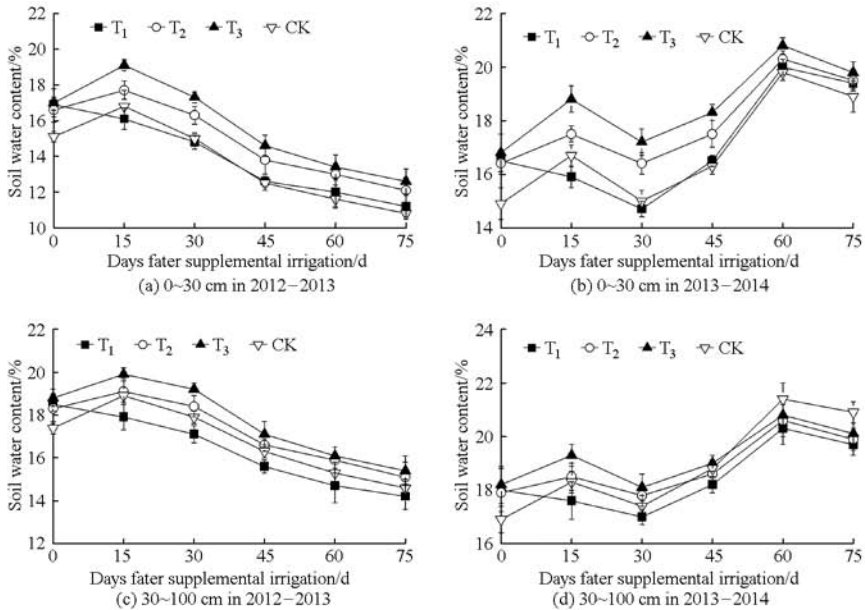 22
20
18
16
14
12
10
Soil water content/%
T1 T2 T3 CK
0 15 30 45 60 75
Days fater supplemental irrigation/d
(a) 0~30 cm in 2012−2013
22
20
18
16
14
Soil water content/%
T1 T2 T3 CK
0 15 30 45 60 75
Days fater supplemental irrigation/d
(b) 0~30 cm in 2013−2014
22
20
18
16
14
12
Soil water content/%
T1 T2 T3 CK
0 15 30 45 60 75
Days fater supplemental irrigation/d
(c) 30~100 cm in 2012−2013
24
22
20
18
16
Soil water content/%
T1 T2 T3 CK
0 15 30 45 60 75
Days fater supplemental irrigation/d
(d) 30~100 cm in 2013−2014